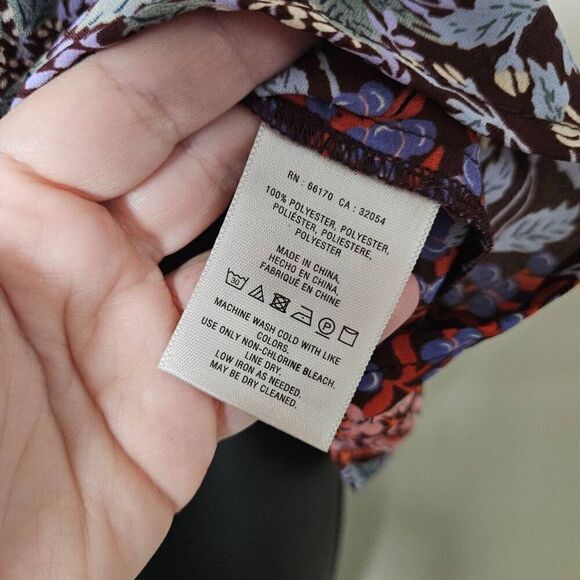 RN : 66170 CA : 32054
100% POLYESTER, POLYESTER,
POLIÉSTER, POLIESTERE,
POLYESTER
MADE IN CHINA,
HECHO EN CHINA,
FABRIQUÉ EN CHINE
30 P
MACHINE WASH COLD WITH LIKE
COLORS.
USE ONLY NON-CHLORINE BLEACH.
LINE DRY.
LOW IRON AS NEEDED.
MAY BE DRY CLEANED.